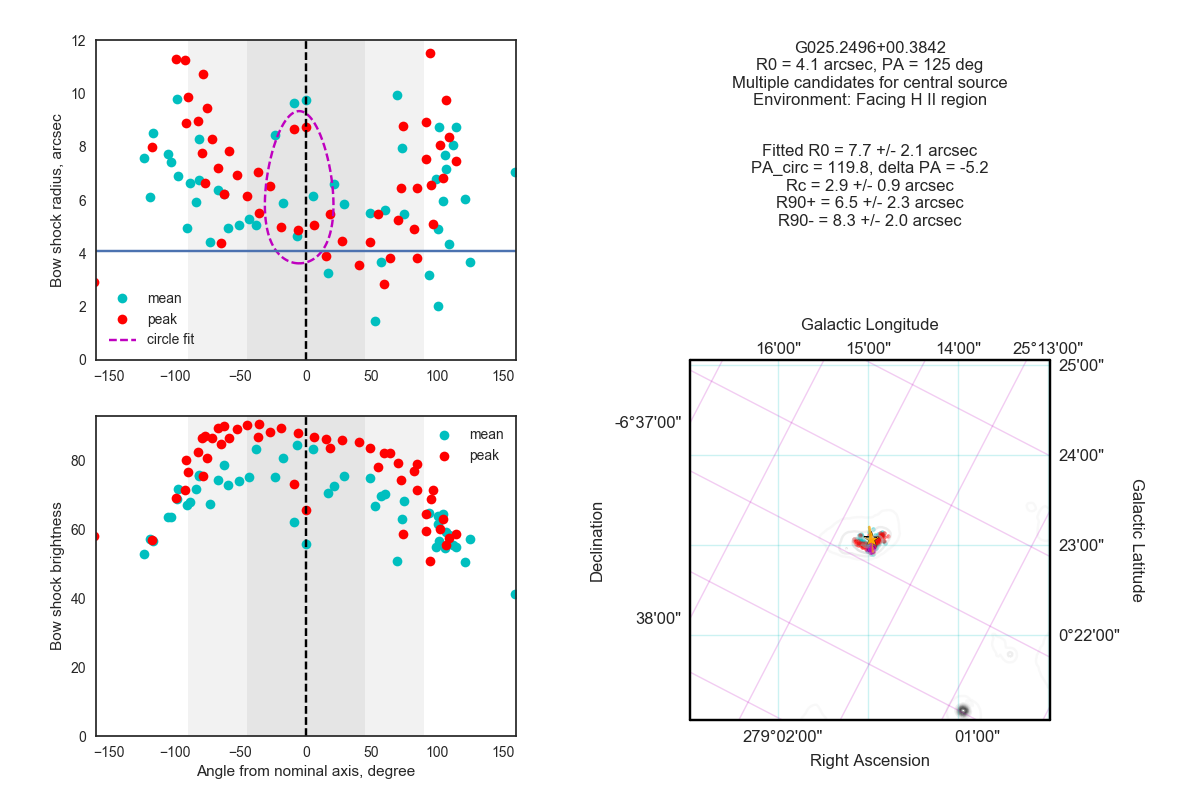 12
10
8
6
4
2
0
Bow shock radius, arcsec
mean
peak
circle fit
−150
−100
−50
0
50
100
150
80
60
40
20
0
Bow shock brightness
mean
peak
−150
−100
−50
0
50
100
150
Angle from nominal axis, degree
G025.2496+00.3842
R0 = 4.1 arcsec, PA = 125 deg
Multiple candidates for central source
Environment: Facing H II region
Fitted R0 = 7.7 +/- 2.1 arcsec
PA_circ = 119.8, delta PA = -5.2
Rc = 2.9 +/- 0.9 arcsec
R90+ = 6.5 +/- 2.3 arcsec
R90- = 8.3 +/- 2.0 arcsec
Galactic Longitude
16'00"
15'00"
14'00"
25°13'00"
25'00"
24'00"
23'00"
0°22'00"
Galactic Latitude
-6°37'00"
38'00"
Declination
279°02'00"
01'00"
Right Ascension